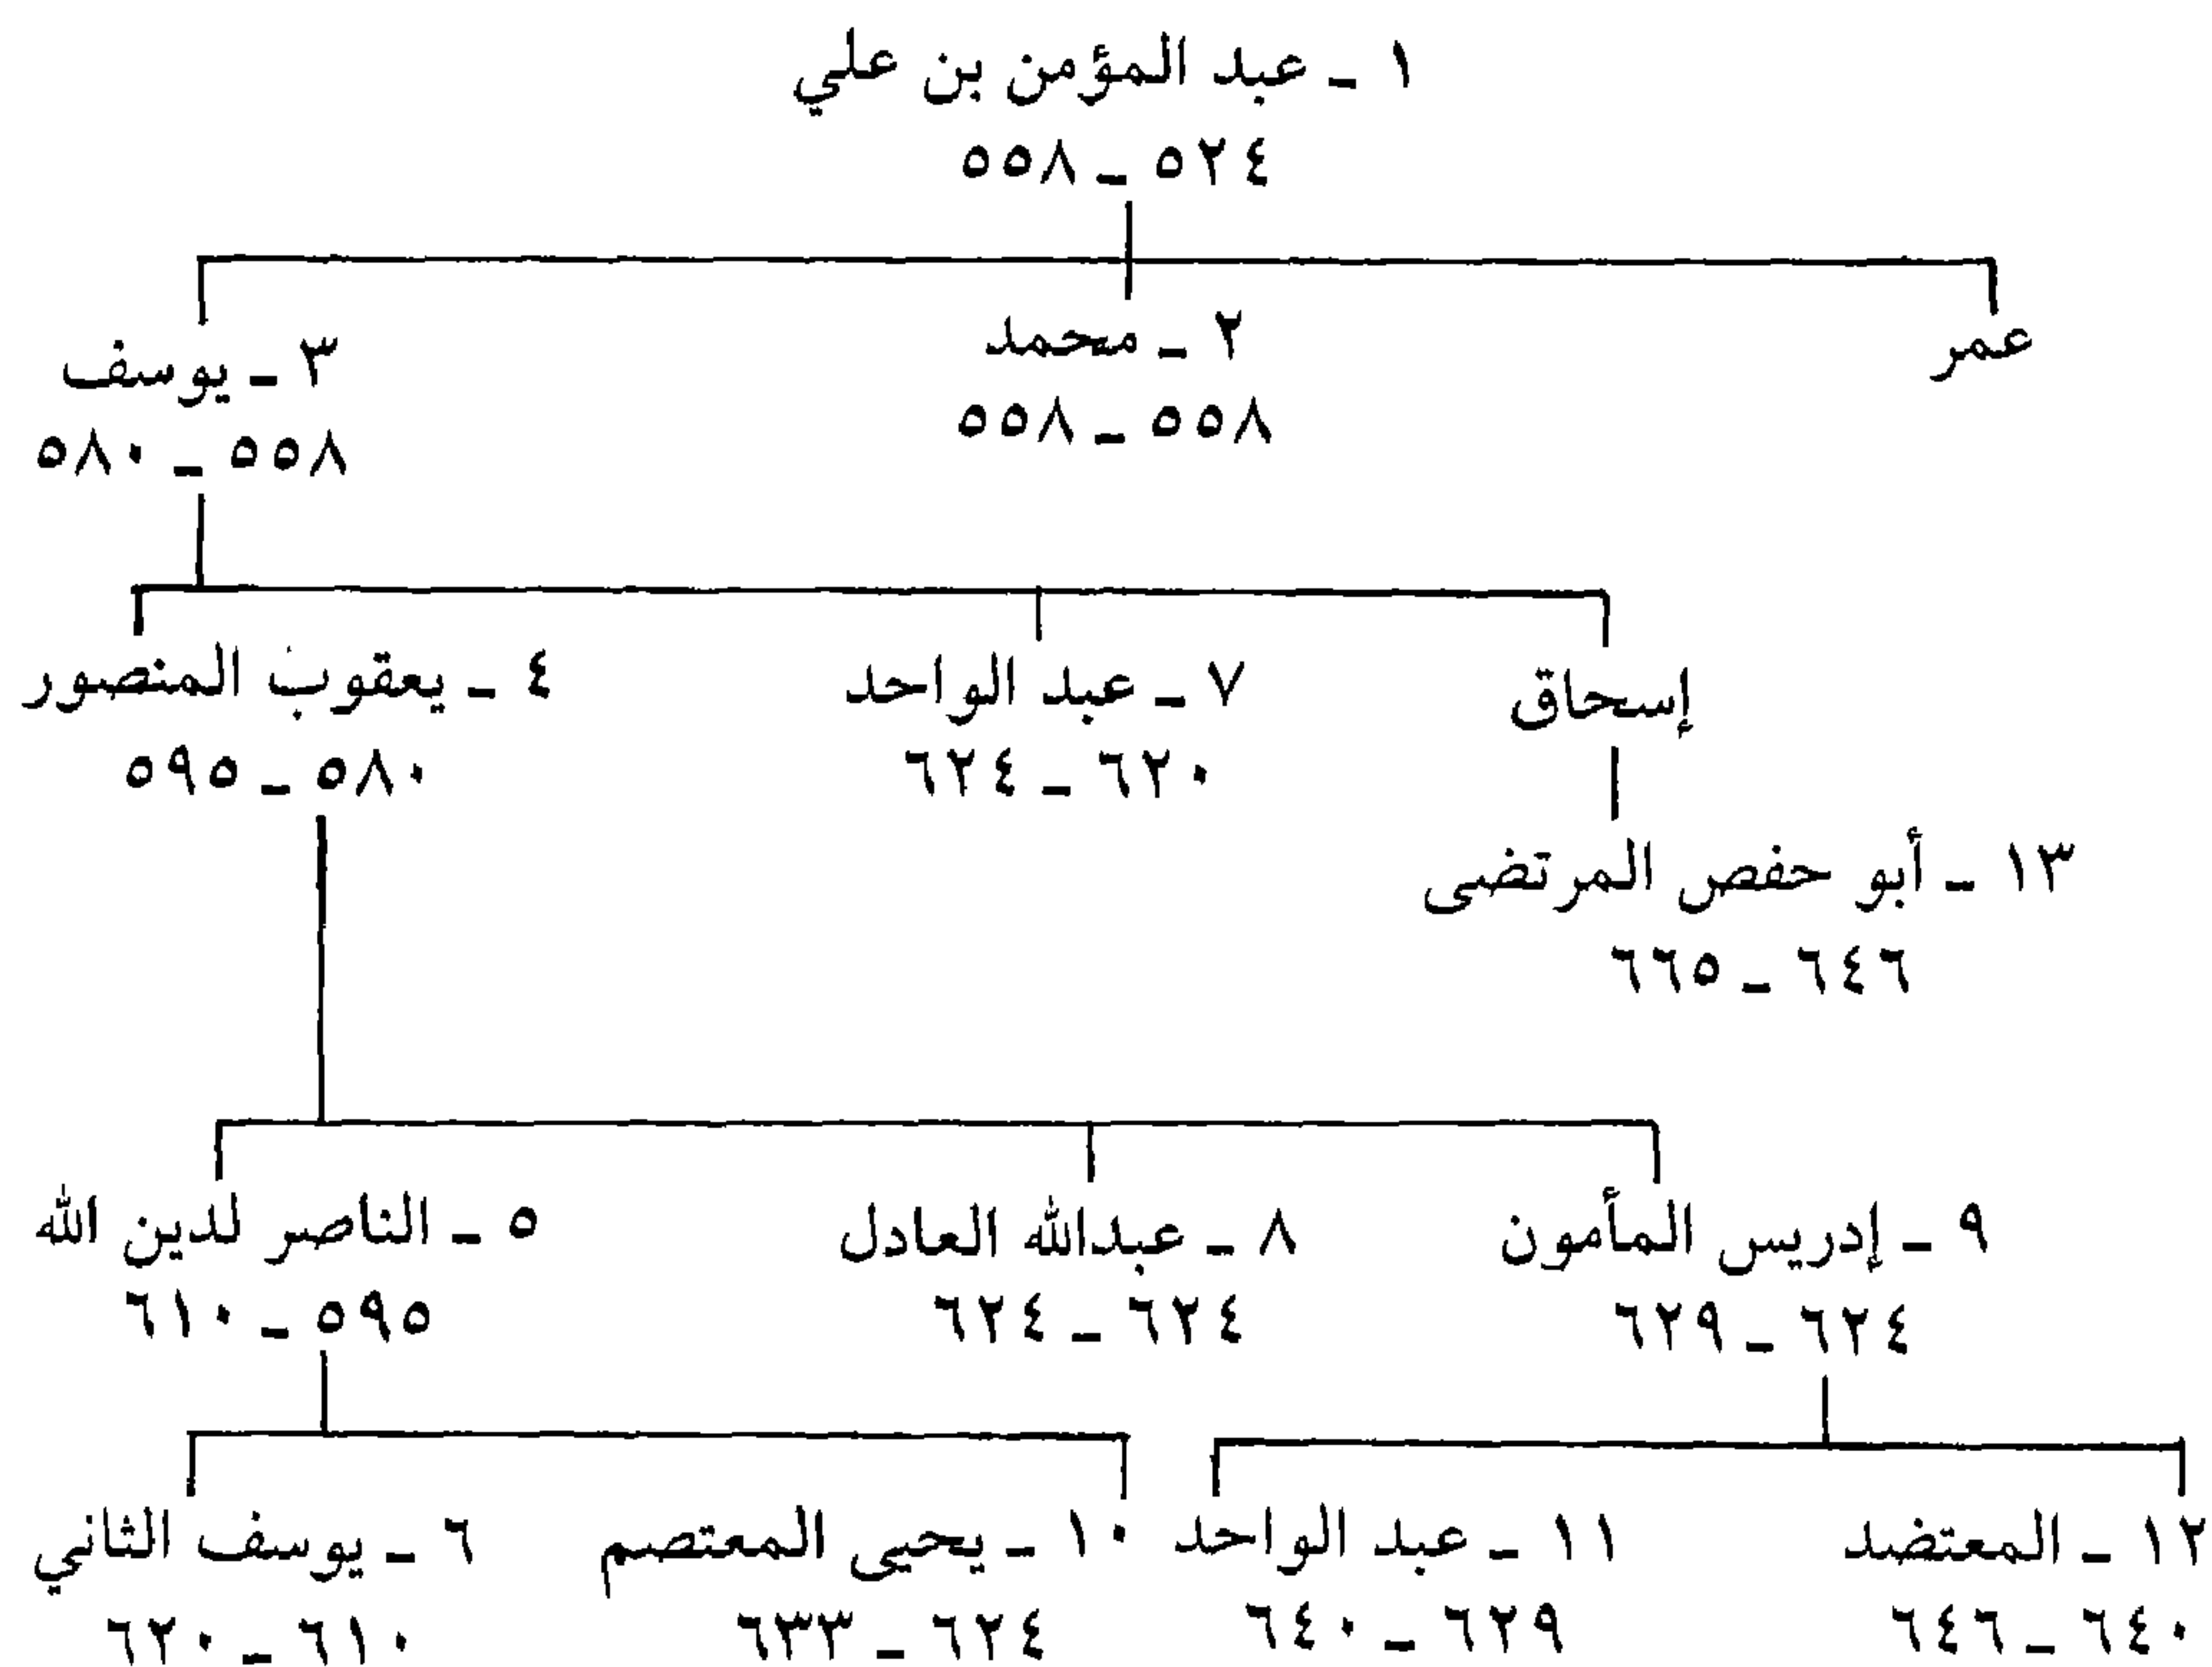 ١ ـ عبد المؤمن بن علي
٥٢٤ ـ ٥٥٨
عمر
٢ ـ محمد
٥٥٨ ـ ٥٥٨
٣ ـ يوسف
٥٥٨ ـ ٥٨٠
إسحاق
٧ ـ عبد الواحد
٦٢٠ ـ ٦٢٤
٤ ـ يعقوب المنصور
٥٨٠ ـ ٥٩٥
١٣ ـ أبو حفص المرتضى
٦٤٦ ـ ٦٦٥
٩ ـ إدريس المأمون
٦٢٤ ـ ٦٢٩
٨ ـ عبدالله العادل
٦٢٤ ـ ٦٢٤
٥ ـ الناصر لدين الله
٥٩٥ ـ ٦١٠
١٢ ـ المعتضد
٦٤٠ ـ ٦٤٦
١١ ـ عبد الواحد
٦٢٩ ـ ٦٤٠
١٠ ـ يحيى المعتصم
٦٢٤ ـ ٦٣٣
٦ ـ يوسف الثاني
٦١٠ ـ ٦٢٠